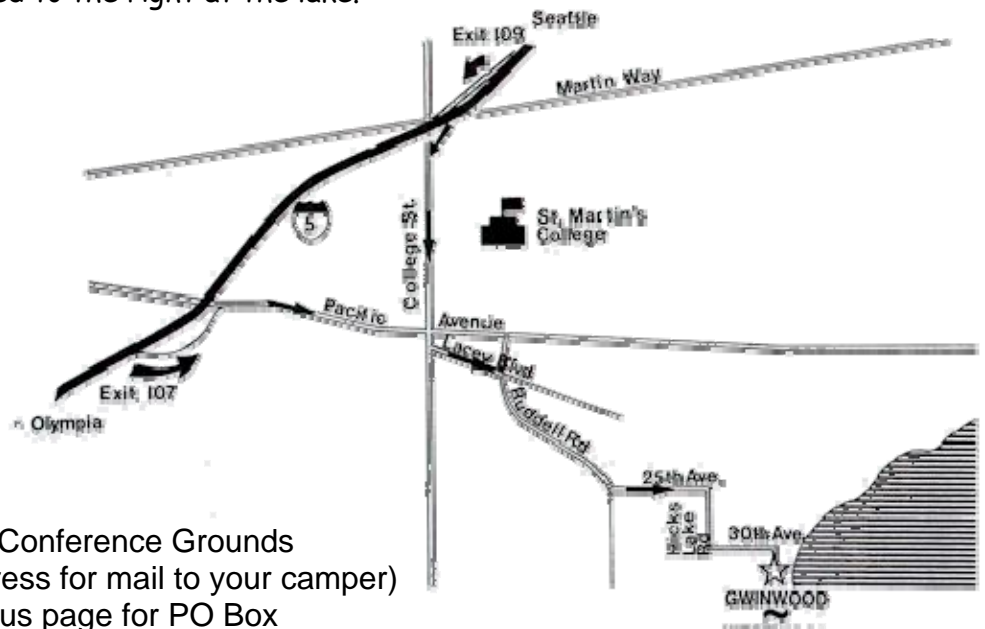 Seattle
Exit 109
Martin Way
5
College St.
St. Martin's
College
Pacific
Avenue
Lacey Blvd
Exit 107
Olympia
Ruddell Rd
25th Ave.
Hicks
Lake
Rd
30th Ave.
Conference Grounds
ress for mail to your camper)
us page for PO Box
GWINWOOD